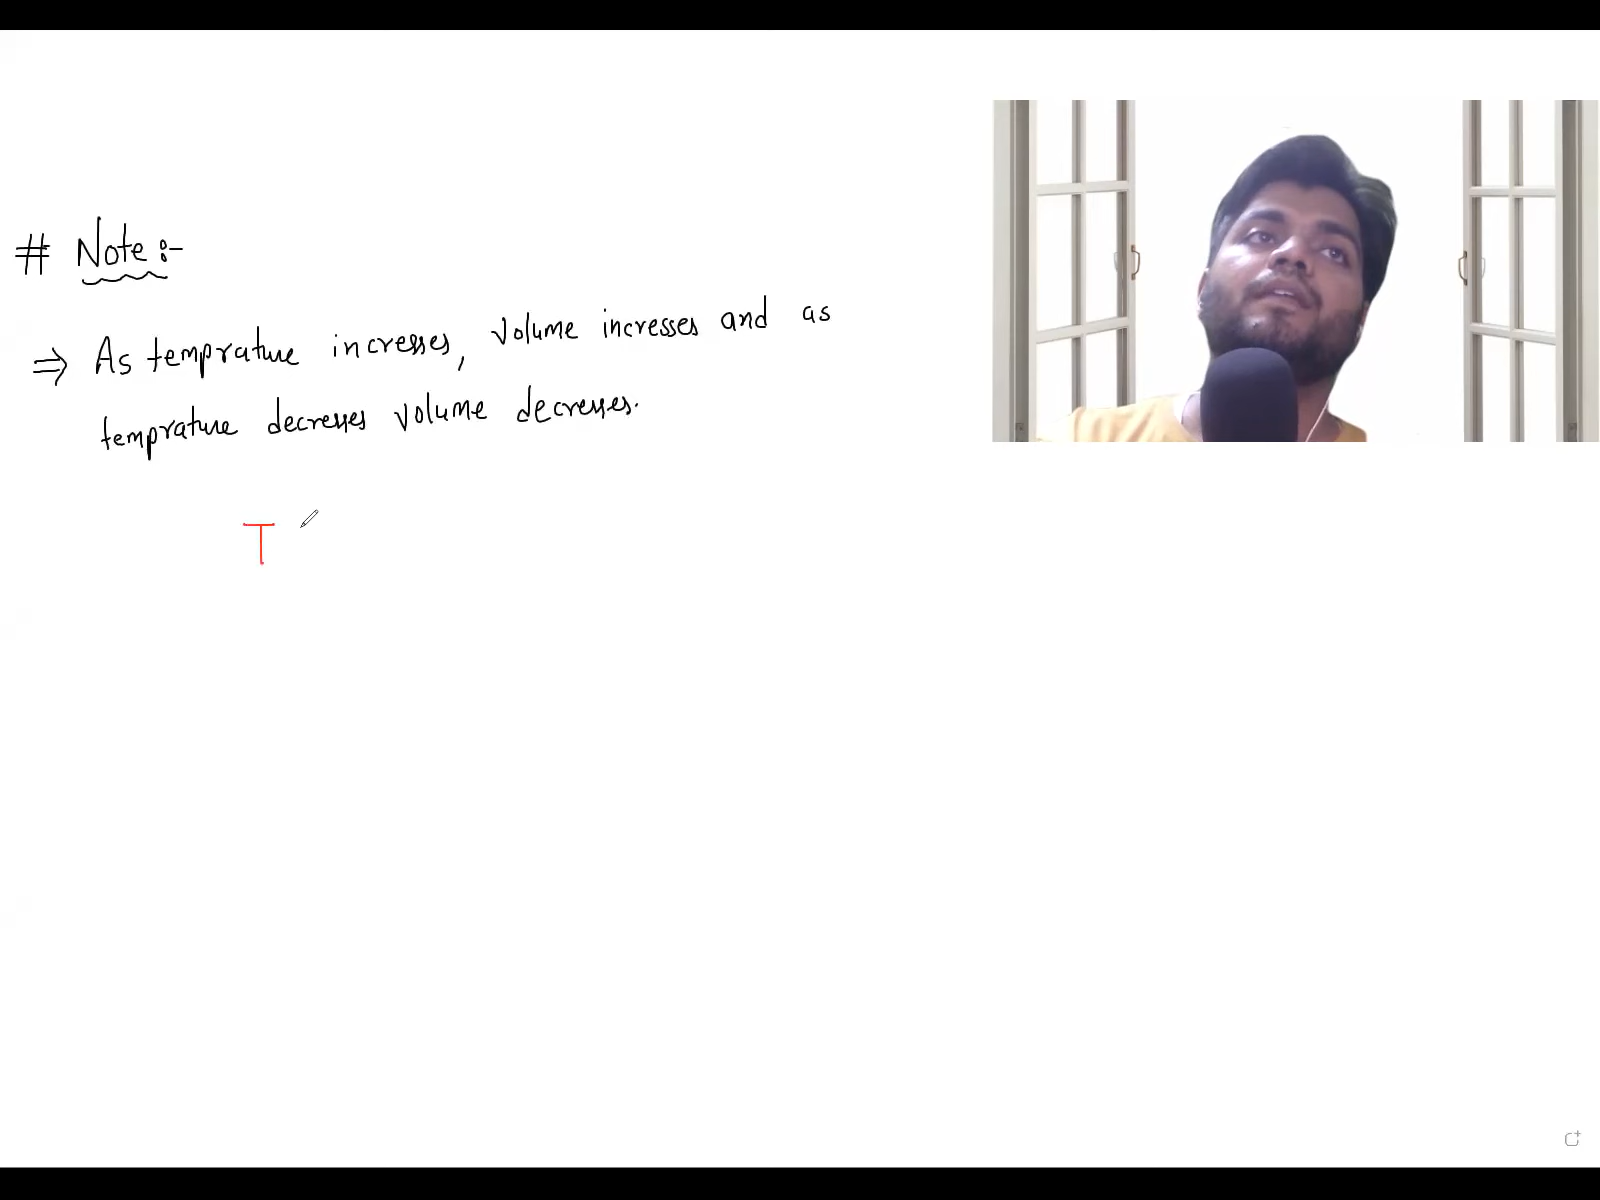 # Note :-
⇒ As temprature incresses, volume incresses and as
temprature decresses volume decresses.
T